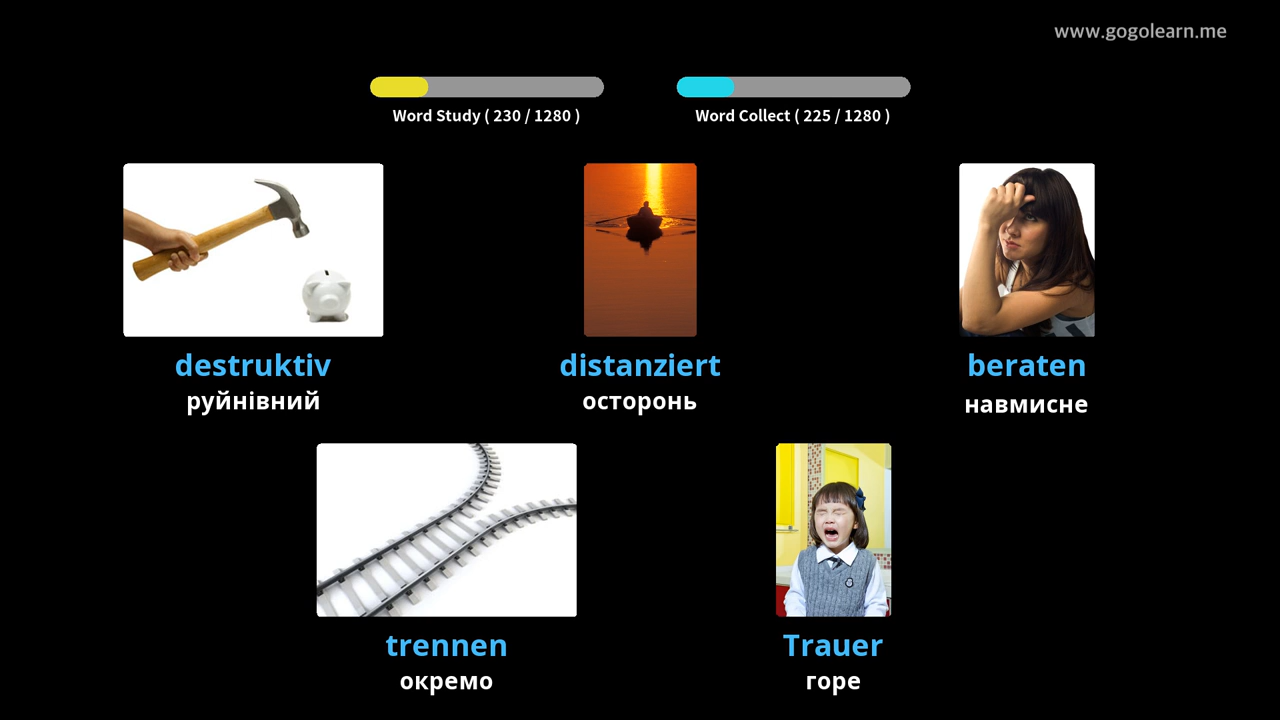 www.gogolearn.me
Word Study ( 230 / 1280 )
Word Collect ( 225 / 1280 )
destruktiv
руйнівний
distanziert
осторонь
beraten
навмисне
trennen
окремо
Trauer
горе